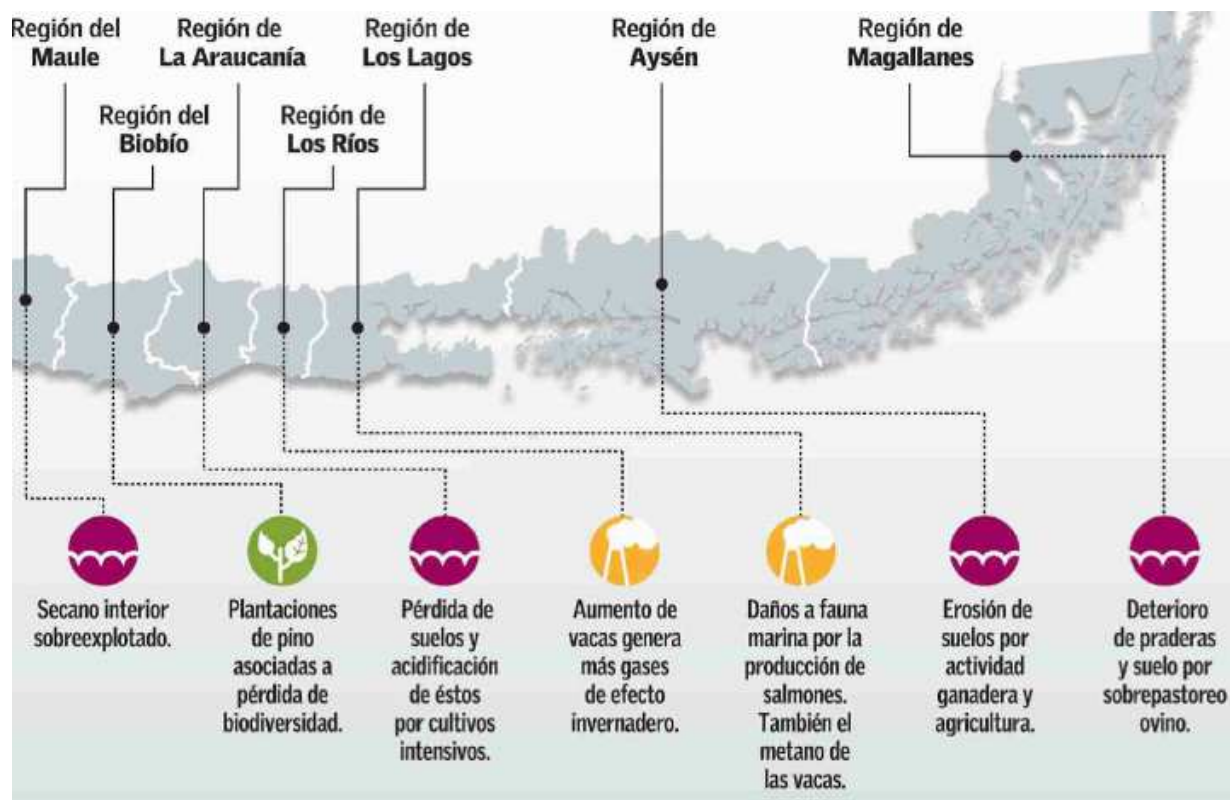 Región del
Maule
Región de
La Araucanía
Región de
Los Lagos
Región de
Aysén
Región de
Magallanes
Región del
Biobío
Región de
Los Ríos
Secano interior
sobreexplotado.
Plantaciones
de pino
asociadas a
pérdida de
biodiversidad.
Pérdida de
suelos y
acidificación
de éstos
por cultivos
intensivos.
Aumento de
vacas genera
más gases
de efecto
invernadero.
Daños a fauna
marina por la
producción de
salmones.
También el
metano de
las vacas.
Erosión de
suelos por
actividad
ganadera y
agricultura.
Deterioro
de praderas
y suelo por
sobrepastoreo
ovino.